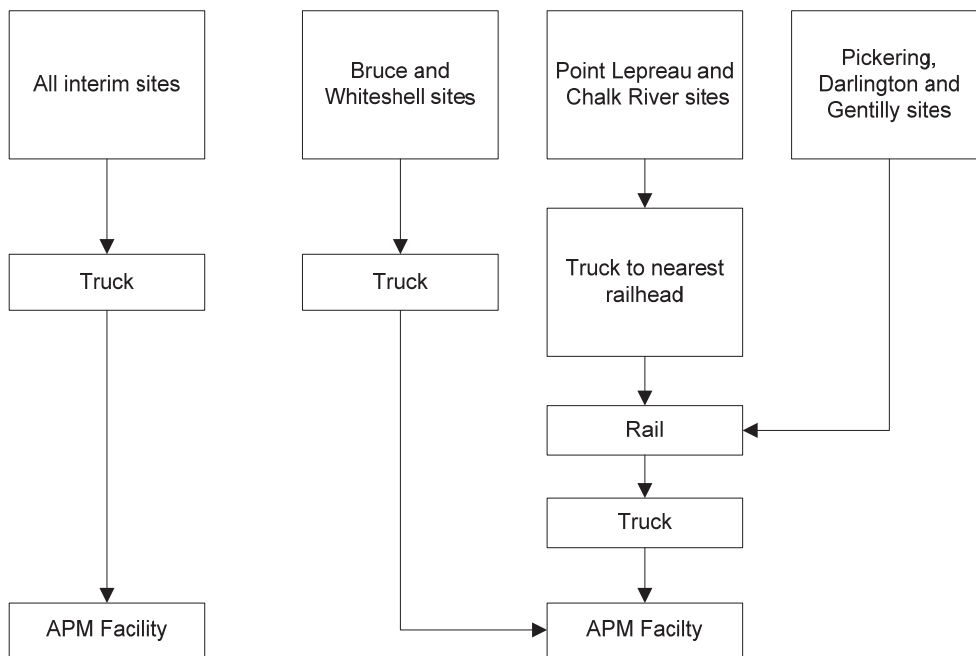 All interim sites
Truck
APM Facility
Bruce and
Whiteshell sites
Truck
Point Lepreau and
Chalk River sites
Truck to nearest
railhead
Rail
Truck
APM Facilty
Pickering,
Darlington and
Gentilly sites